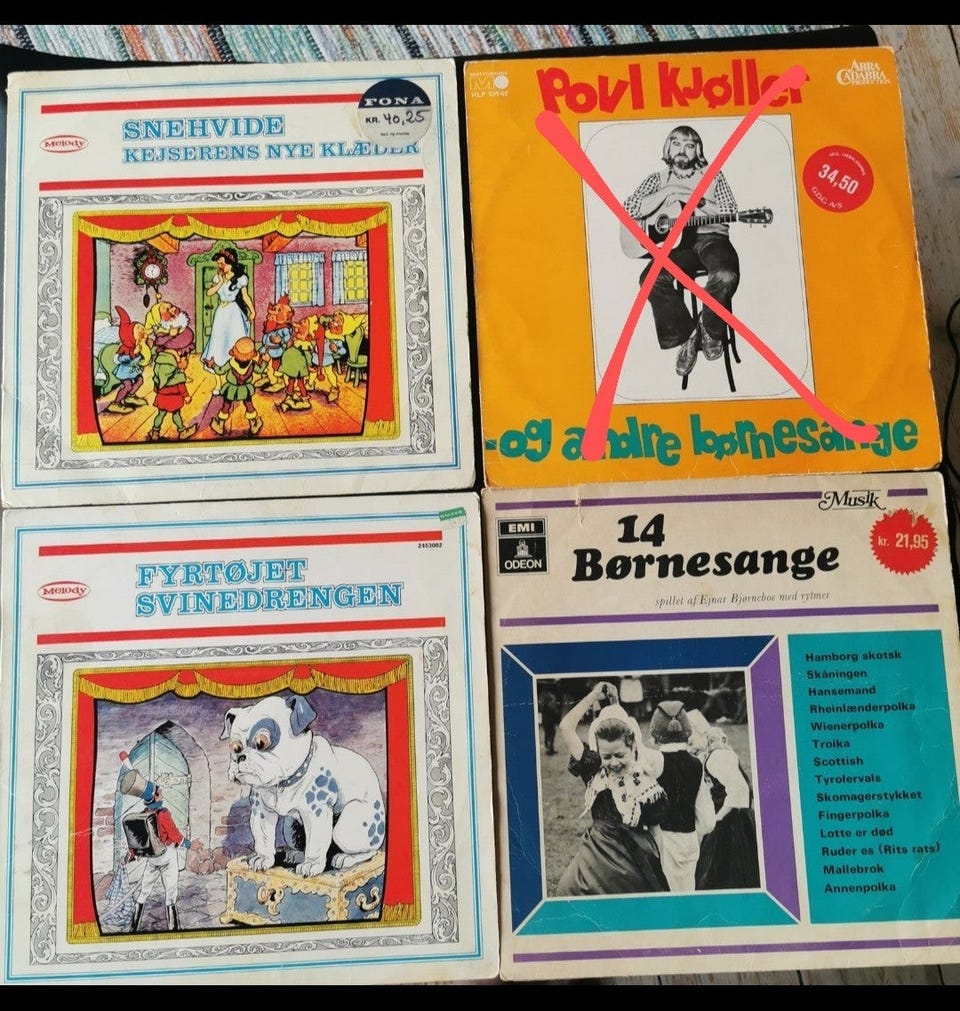 Melody
SNEHVIDE
KEJSERENS NYE KLÆDER
FONA
KR. 40,25
Povl Kjøller
ABRA
CADABRA
PRODUCTION
34,50
C.D.C. A/S
-og andre børnesange
2453002
Melody
FYRTØJET
SVINEDRENGEN
Musik
EMI
ODEON
14
Børnesange
kr. 21,95
spillet af Ejnar Bjørneboe med rytmer
Hamborg skotsk
Skåningen
Hansemand
Rheinlænderpolka
Wienerpolka
Troika
Scottish
Tyrolervals
Skomagerstykket
Fingerpolka
Lotte er død
Ruder es (Rits rats)
Mallebrok
Annenpolka